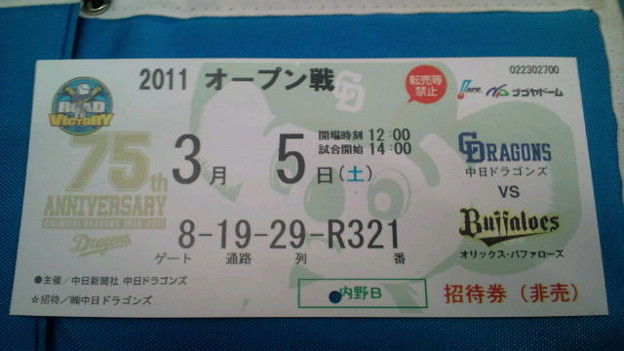 2011 オープン戦
転売等
禁止
022302700
ナゴヤドーム
ROAD
TO
VICTORY
75th
ANNIVERSARY
Dragons
3月 5日(土)
開場時刻 12:00
試合開始 14:00
CD
DRAGONS
中日ドラゴンズ
VS
Buffaloes
オリックス・バファローズ
8-19-29-R321
ゲート 通路 列 番
●主催/中日新聞社 中日ドラゴンズ
☆招待/㈱中日ドラゴンズ
内野B
招待券(非売)